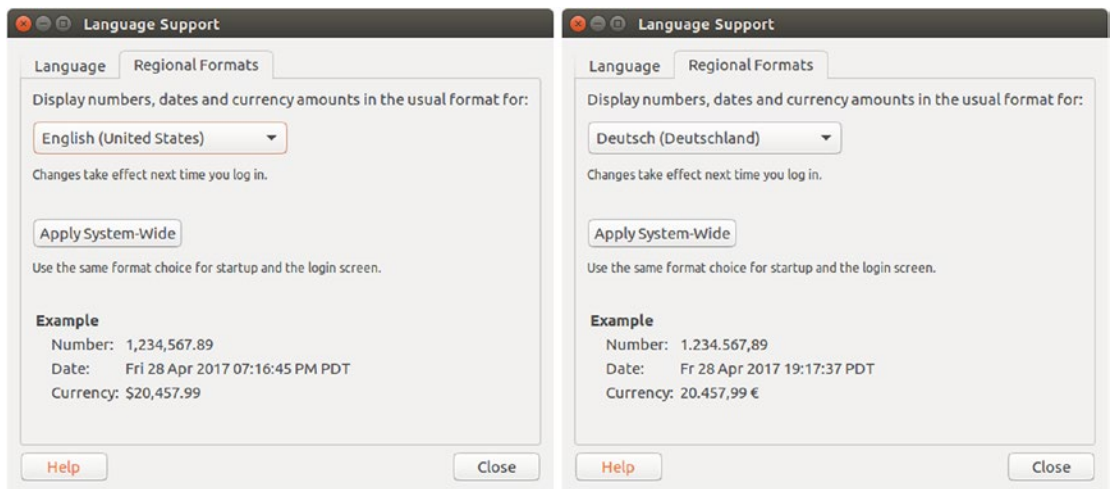 Language Support
Language Regional Formats
Display numbers, dates and currency amounts in the usual format for:
English (United States)
Changes take effect next time you log in.
Apply System-Wide
Use the same format choice for startup and the login screen.
Example
Number: 1,234,567.89
Date: Fri 28 Apr 2017 07:16:45 PM PDT
Currency: $20,457.99
Help Close
Language Support
Language Regional Formats
Display numbers, dates and currency amounts in the usual format for:
Deutsch (Deutschland)
Changes take effect next time you log in.
Apply System-Wide
Use the same format choice for startup and the login screen.
Example
Number: 1.234.567,89
Date: Fr 28 Apr 2017 19:17:37 PDT
Currency: 20.457,99 €
Help Close